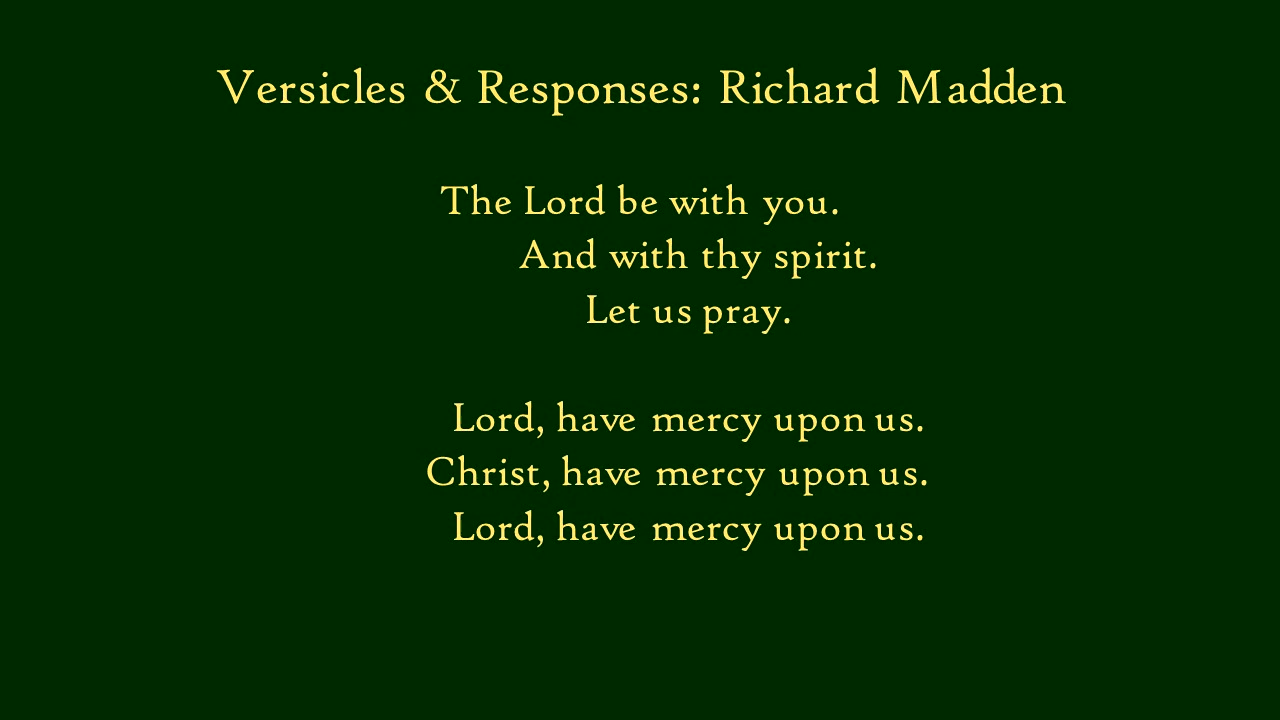 Versicles & Responses: Richard Madden
The Lord be with you.
And with thy spirit.
Let us pray.
Lord, have mercy upon us.
Christ, have mercy upon us.
Lord, have mercy upon us.